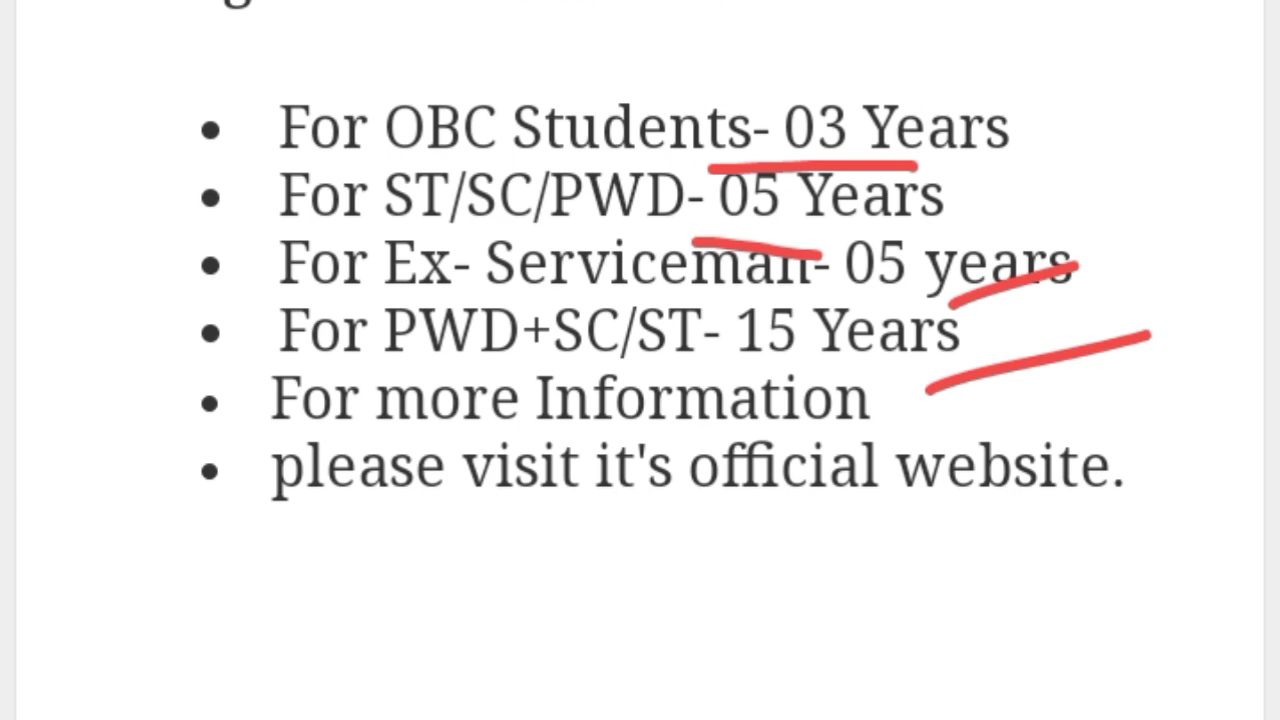 For OBC Students- 03 Years
For ST/SC/PWD- 05 Years
For Ex- Serviceman- 05 years
For PWD+SC/ST- 15 Years
For more Information
please visit it's official website.